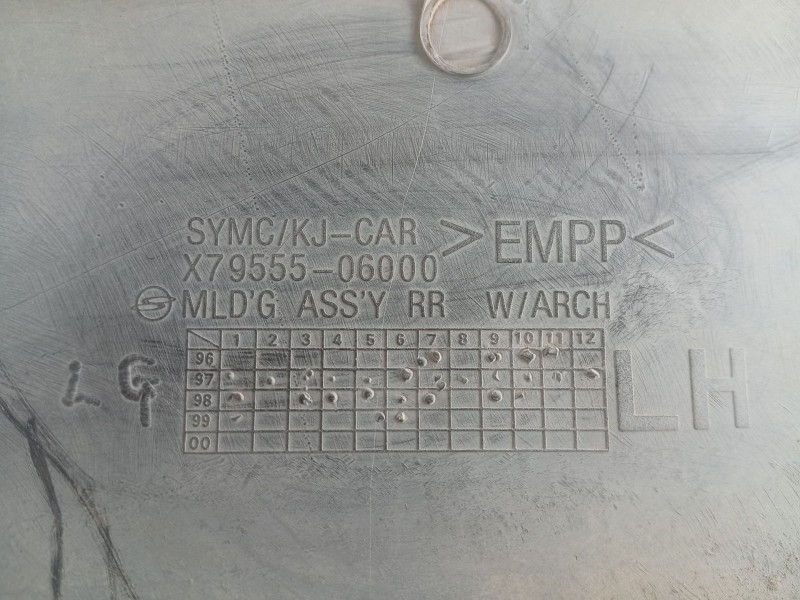 SYMC/KJ-CAR >EMPP<
X79555-06000
MLD'G ASS'Y RR W/ARCH
1 2 3 4 5 6 7 8 9 10 11 12
96
97
98
99
00
LG
LH